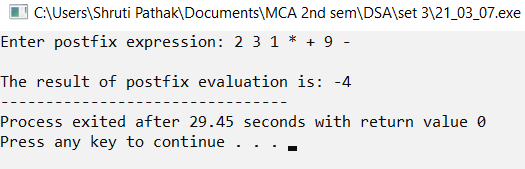 C:\Users\Shruti Pathak\Documents\MCA 2nd sem\DSA\set 3\21_03_07.exe
Enter postfix expression: 2 3 1 * + 9 -
The result of postfix evaluation is: -4
--------------------------------
Process exited after 29.45 seconds with return value 0
Press any key to continue . . .